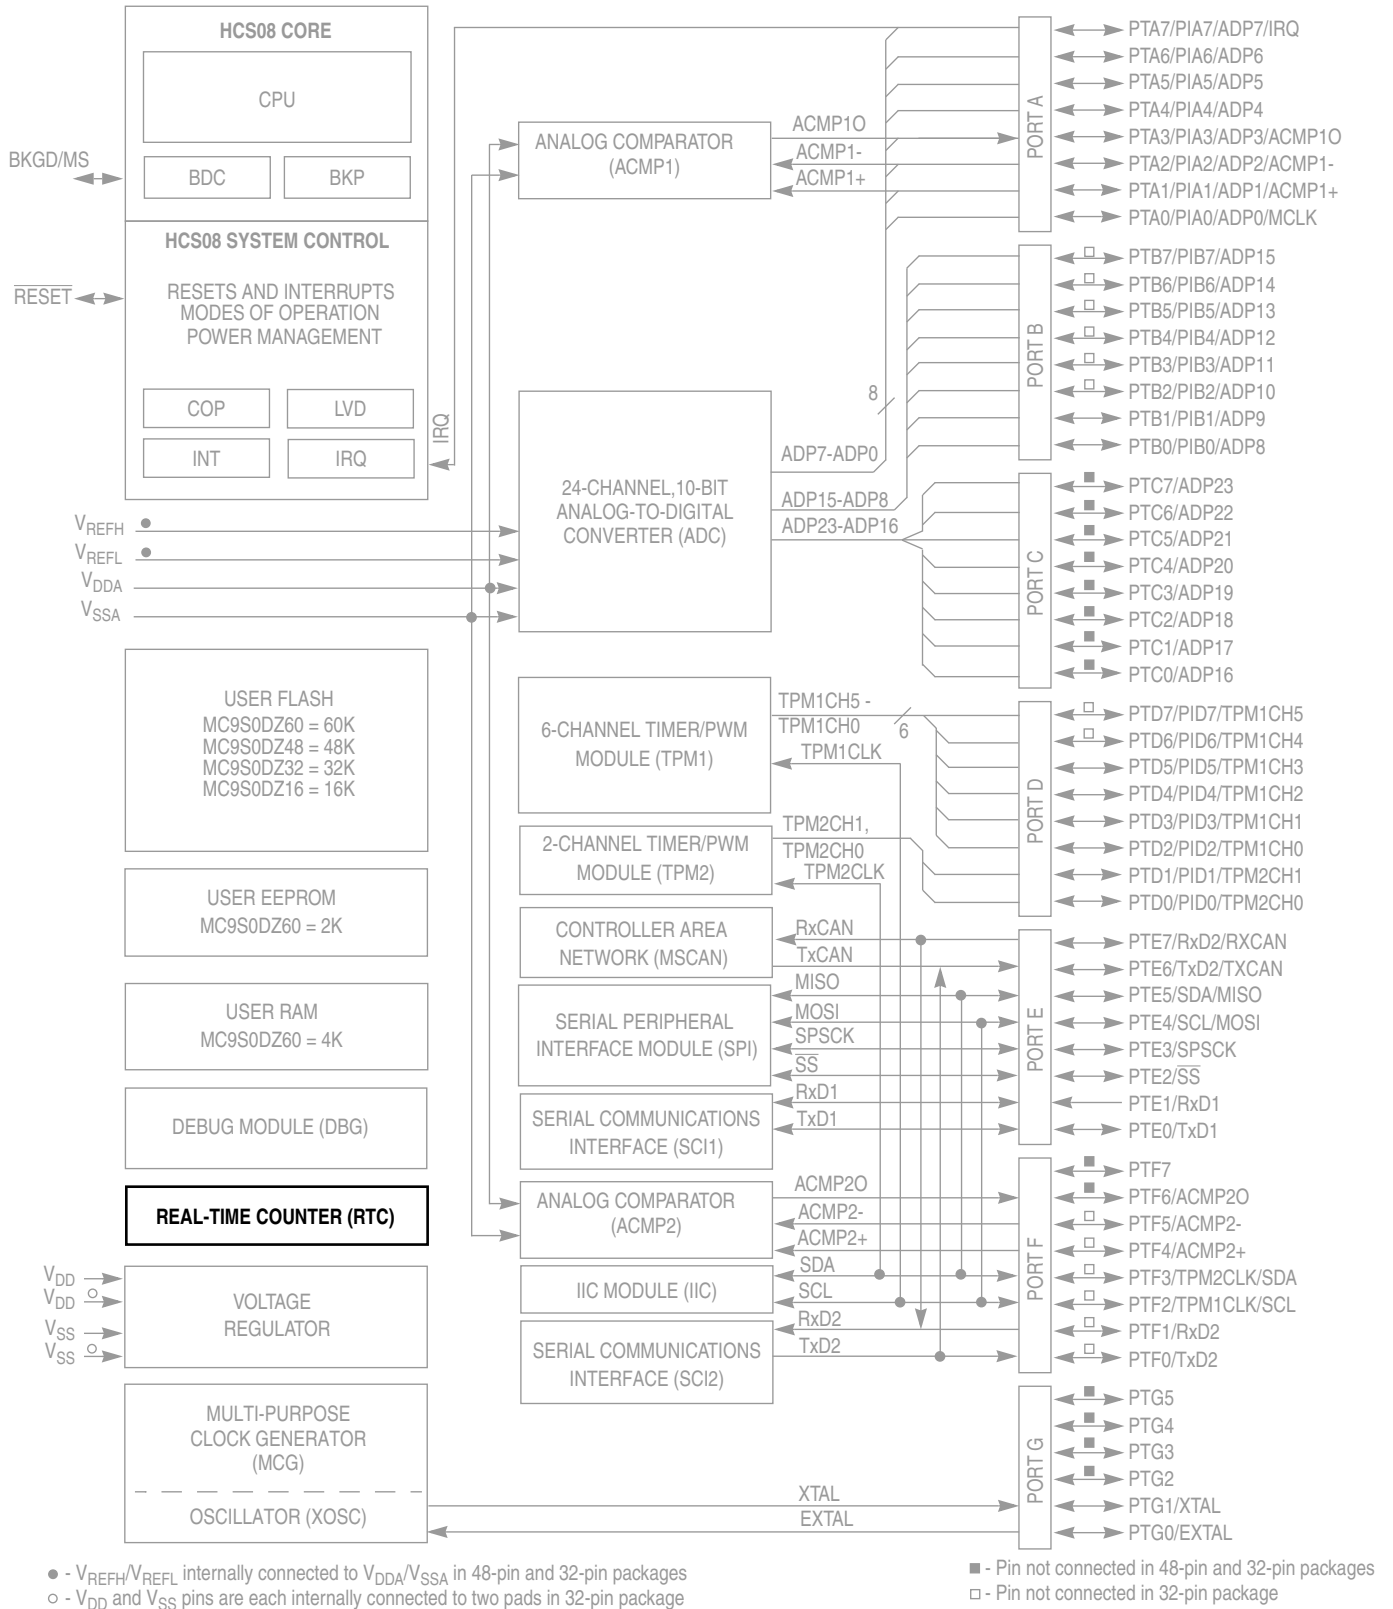 HCS08 CORE
CPU
BDC
BKP
BKGD/MS
HCS08 SYSTEM CONTROL
RESETS AND INTERRUPTS
MODES OF OPERATION
POWER MANAGEMENT
RESET
COP
LVD
INT
IRQ
IRQ
VREFH
VREFL
VDDA
VSSA
USER FLASH
MC9S0DZ60 = 60K
MC9S0DZ48 = 48K
MC9S0DZ32 = 32K
MC9S0DZ16 = 16K
USER EEPROM
MC9S0DZ60 = 2K
USER RAM
MC9S0DZ60 = 4K
DEBUG MODULE (DBG)
REAL-TIME COUNTER (RTC)
VDD
VDD
VSS
VSS
VOLTAGE
REGULATOR
MULTI-PURPOSE
CLOCK GENERATOR
(MCG)
OSCILLATOR (XOSC)
ANALOG COMPARATOR
(ACMP1)
ACMP1O
ACMP1-
ACMP1+
24-CHANNEL,10-BIT
ANALOG-TO-DIGITAL
CONVERTER (ADC)
8
ADP7-ADP0
ADP15-ADP8
ADP23-ADP16
6-CHANNEL TIMER/PWM
MODULE (TPM1)
TPM1CH5 -
TPM1CH0
6
TPM1CLK
2-CHANNEL TIMER/PWM
MODULE (TPM2)
TPM2CH1,
TPM2CH0
TPM2CLK
CONTROLLER AREA
NETWORK (MSCAN)
RxCAN
TxCAN
SERIAL PERIPHERAL
INTERFACE MODULE (SPI)
MISO
MOSI
SPSCK
SS
SERIAL COMMUNICATIONS
INTERFACE (SCI1)
RxD1
TxD1
ANALOG COMPARATOR
(ACMP2)
ACMP2O
ACMP2-
ACMP2+
IIC MODULE (IIC)
SDA
SCL
SERIAL COMMUNICATIONS
INTERFACE (SCI2)
RxD2
TxD2
XTAL
EXTAL
PORT A
PTA7/PIA7/ADP7/IRQ
PTA6/PIA6/ADP6
PTA5/PIA5/ADP5
PTA4/PIA4/ADP4
PTA3/PIA3/ADP3/ACMP1O
PTA2/PIA2/ADP2/ACMP1-
PTA1/PIA1/ADP1/ACMP1+
PTA0/PIA0/ADP0/MCLK
PORT B
PTB7/PIB7/ADP15
PTB6/PIB6/ADP14
PTB5/PIB5/ADP13
PTB4/PIB4/ADP12
PTB3/PIB3/ADP11
PTB2/PIB2/ADP10
PTB1/PIB1/ADP9
PTB0/PIB0/ADP8
PORT C
PTC7/ADP23
PTC6/ADP22
PTC5/ADP21
PTC4/ADP20
PTC3/ADP19
PTC2/ADP18
PTC1/ADP17
PTC0/ADP16
PORT D
PTD7/PID7/TPM1CH5
PTD6/PID6/TPM1CH4
PTD5/PID5/TPM1CH3
PTD4/PID4/TPM1CH2
PTD3/PID3/TPM1CH1
PTD2/PID2/TPM1CH0
PTD1/PID1/TPM2CH1
PTD0/PID0/TPM2CH0
PORT E
PTE7/RxD2/RXCAN
PTE6/TxD2/TXCAN
PTE5/SDA/MISO
PTE4/SCL/MOSI
PTE3/SPSCK
PTE2/SS
PTE1/RxD1
PTE0/TxD1
PORT F
PTF7
PTF6/ACMP2O
PTF5/ACMP2-
PTF4/ACMP2+
PTF3/TPM2CLK/SDA
PTF2/TPM1CLK/SCL
PTF1/RxD2
PTF0/TxD2
PORT G
PTG5
PTG4
PTG3
PTG2
PTG1/XTAL
PTG0/EXTAL
● - VREFH/VREFL internally connected to VDDA/VSSA in 48-pin and 32-pin packages
○ - VDD and VSS pins are each internally connected to two pads in 32-pin package
■ - Pin not connected in 48-pin and 32-pin packages
□ - Pin not connected in 32-pin package